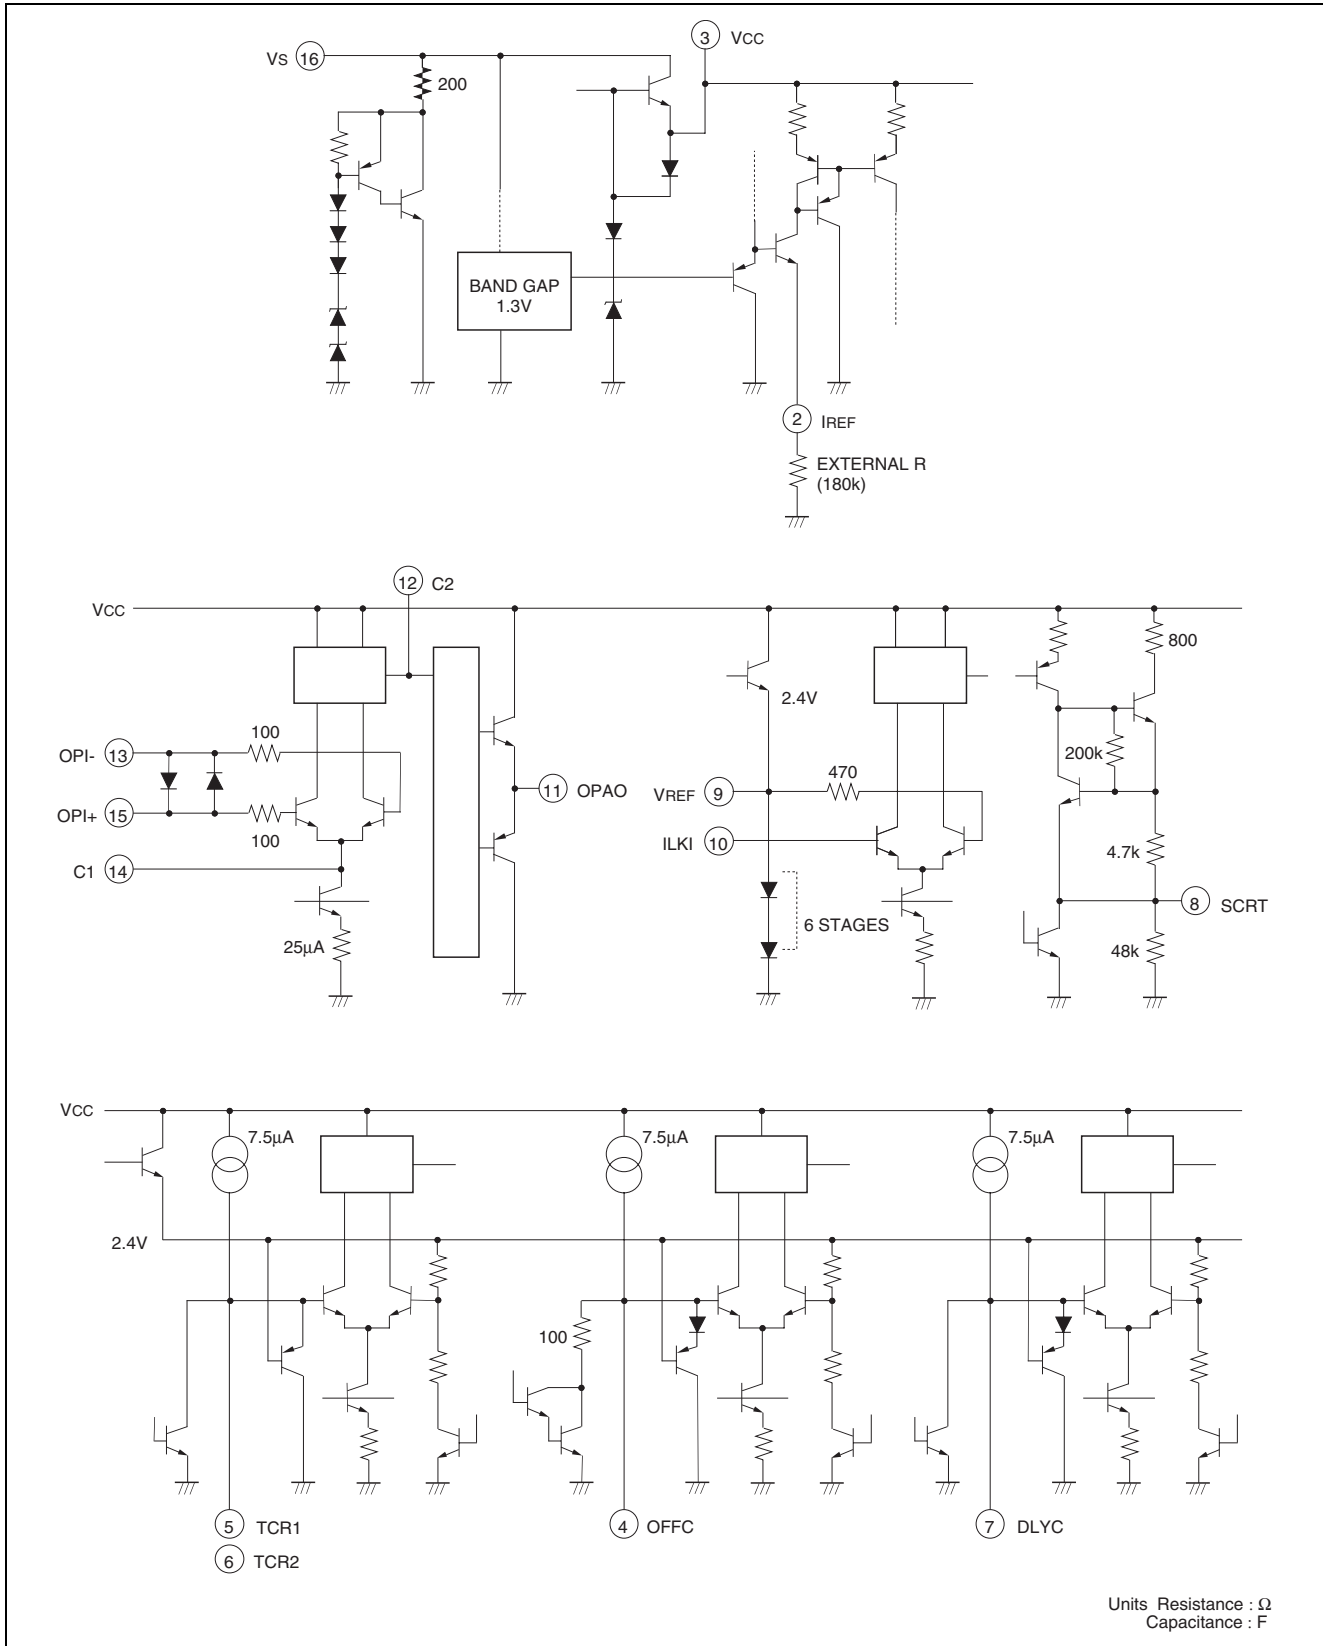 3 VCC
VS 16
200
BAND GAP
1.3V
2 IREF
EXTERNAL R
(180k)
12 C2
VCC
800
2.4V
100
OPI- 13
200k
470
11 OPAO
VREF 9
OPI+ 15
100
ILKI 10
4.7k
C1 14
8 SCRT
6 STAGES
25μA
48k
VCC
7.5μA
7.5μA
7.5μA
2.4V
100
5 TCR1
4 OFFC
7 DLYC
6 TCR2
Units Resistance : Ω
Capacitance : F